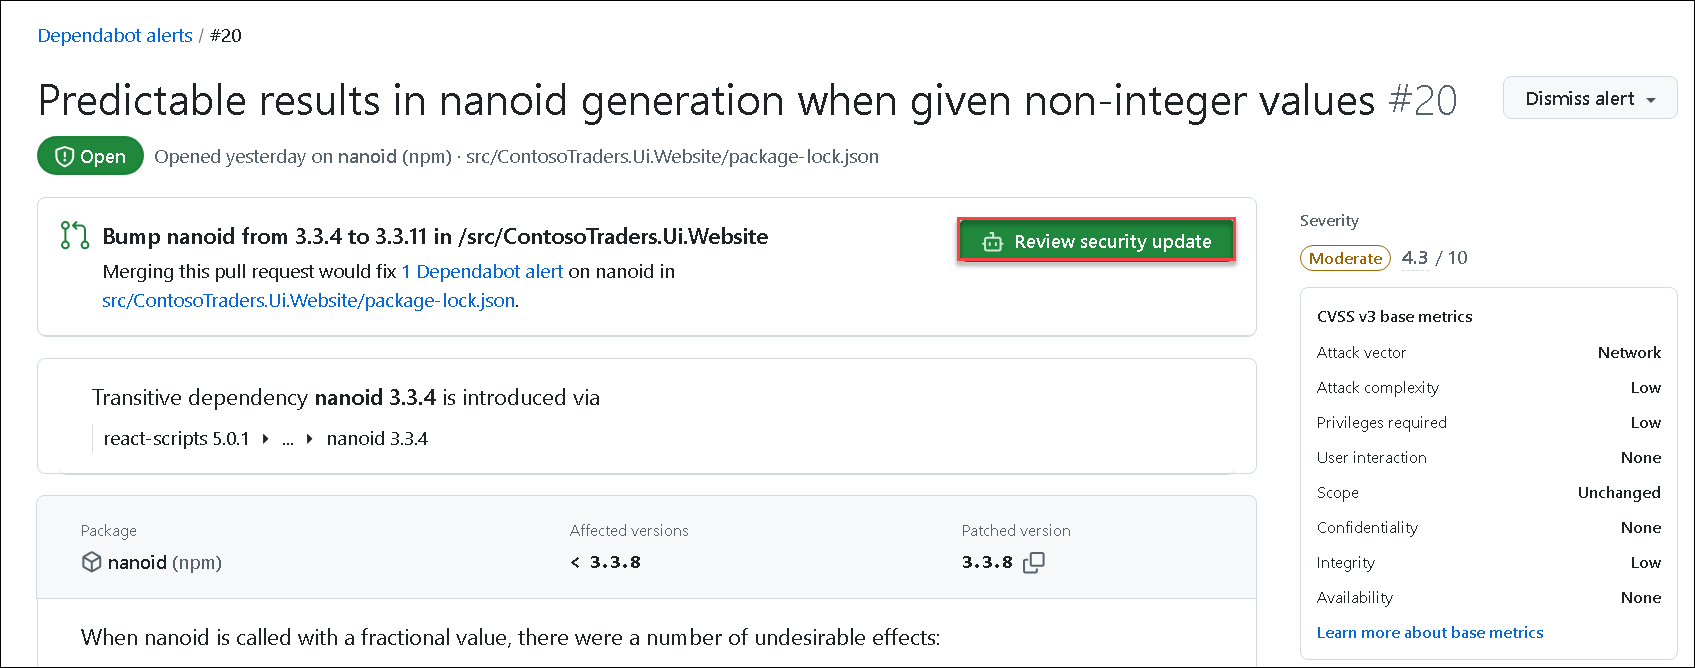 Dependabot alerts / #20
Predictable results in nanoid generation when given non-integer values #20
Dismiss alert
Open
Opened yesterday on nanoid (npm) · src/ContosoTraders.Ui.Website/package-lock.json
Bump nanoid from 3.3.4 to 3.3.11 in /src/ContosoTraders.Ui.Website
Merging this pull request would fix 1 Dependabot alert on nanoid in
src/ContosoTraders.Ui.Website/package-lock.json.
Review security update
Transitive dependency nanoid 3.3.4 is introduced via
react-scripts 5.0.1 ... nanoid 3.3.4
Package
nanoid (npm)
Affected versions
< 3.3.8
Patched version
3.3.8
When nanoid is called with a fractional value, there were a number of undesirable effects:
Severity
Moderate 4.3 / 10
CVSS v3 base metrics
Attack vector Network
Attack complexity Low
Privileges required Low
User interaction None
Scope Unchanged
Confidentiality None
Integrity Low
Availability None
Learn more about base metrics